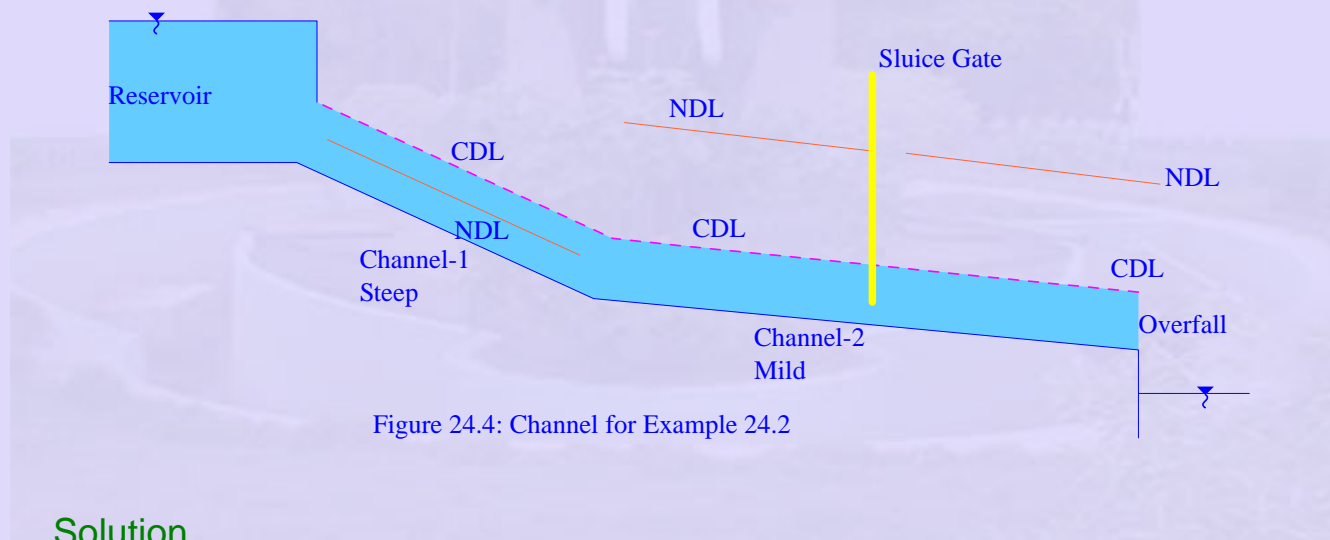 Sluice Gate
Reservoir
NDL
CDL
NDL
NDL
CDL
Channel-1
Steep
CDL
Overfall
Channel-2
Mild
Figure 24.4: Channel for Example 24.2
Solution